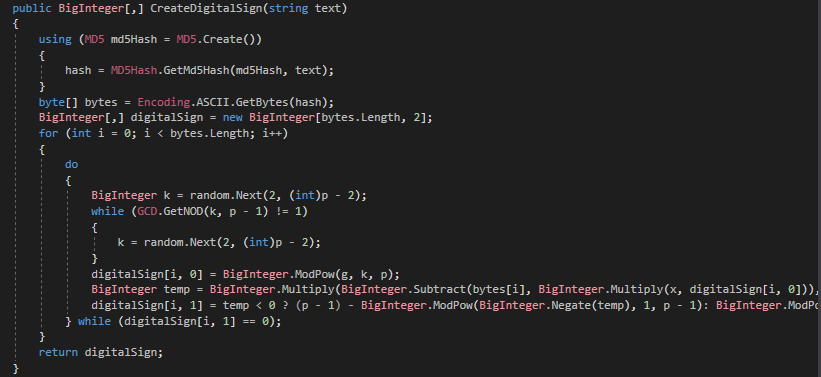 public BigInteger[,] CreateDigitalSign(string text)
{
using (MD5 md5Hash = MD5.Create())
{
hash = MD5Hash.GetMd5Hash(md5Hash, text);
}
byte[] bytes = Encoding.ASCII.GetBytes(hash);
BigInteger[,] digitalSign = new BigInteger[bytes.Length, 2];
for (int i = 0; i < bytes.Length; i++)
{
do
{
BigInteger k = random.Next(2, (int)p - 2);
while (GCD.GetNOD(k, p - 1) != 1)
{
k = random.Next(2, (int)p - 2);
}
digitalSign[i, 0] = BigInteger.ModPow(g, k, p);
BigInteger temp = BigInteger.Multiply(BigInteger.Subtract(bytes[i], BigInteger.Multiply(x, digitalSign[i, 0])),
digitalSign[i, 1] = temp < 0 ? (p - 1) - BigInteger.ModPow(BigInteger.Negate(temp), 1, p - 1): BigInteger.ModPo
} while (digitalSign[i, 1] == 0);
}
return digitalSign;
}